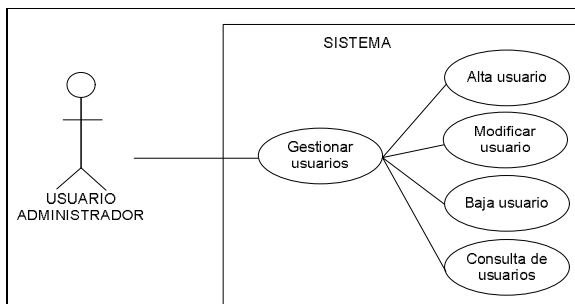 SISTEMA
Alta usuario
Modificar
usuario
Gestionar
usuarios
Baja usuario
USUARIO
ADMINISTRADOR
Consulta de
usuarios